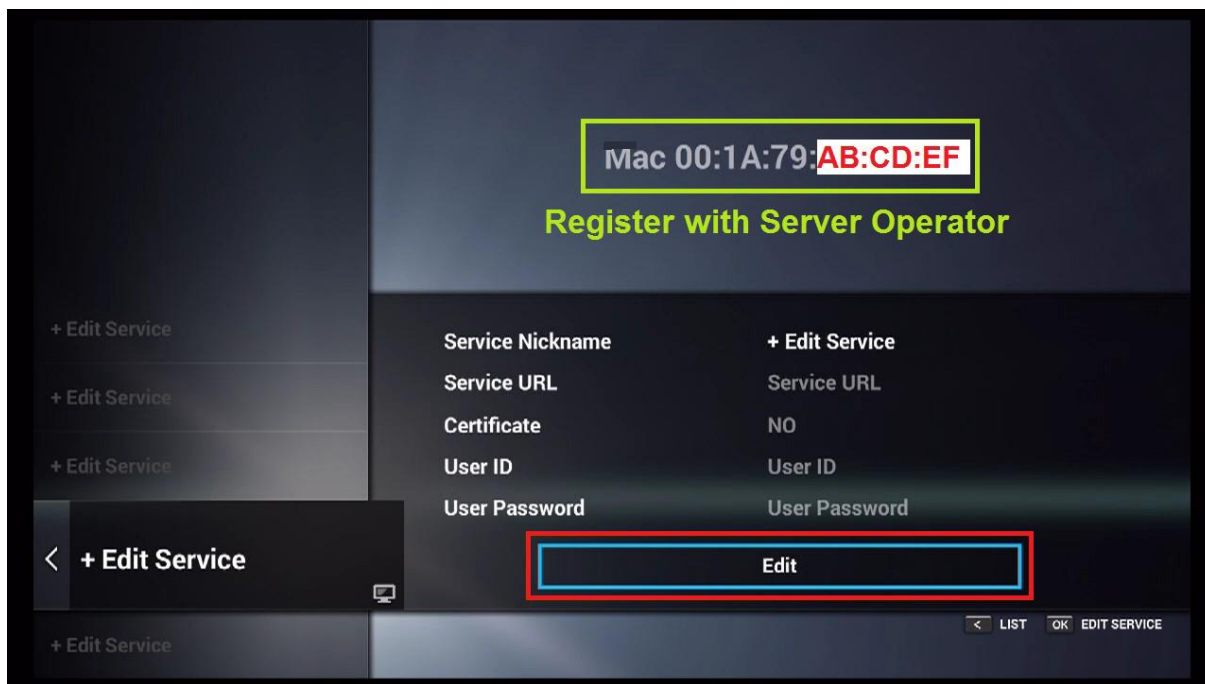 Mac 00:1A:79:AB:CD:EF
Register with Server Operator
+ Edit Service
+ Edit Service
+ Edit Service
< + Edit Service
+ Edit Service
Service Nickname + Edit Service
Service URL Service URL
Certificate NO
User ID User ID
User Password User Password
Edit
< LIST OK EDIT SERVICE